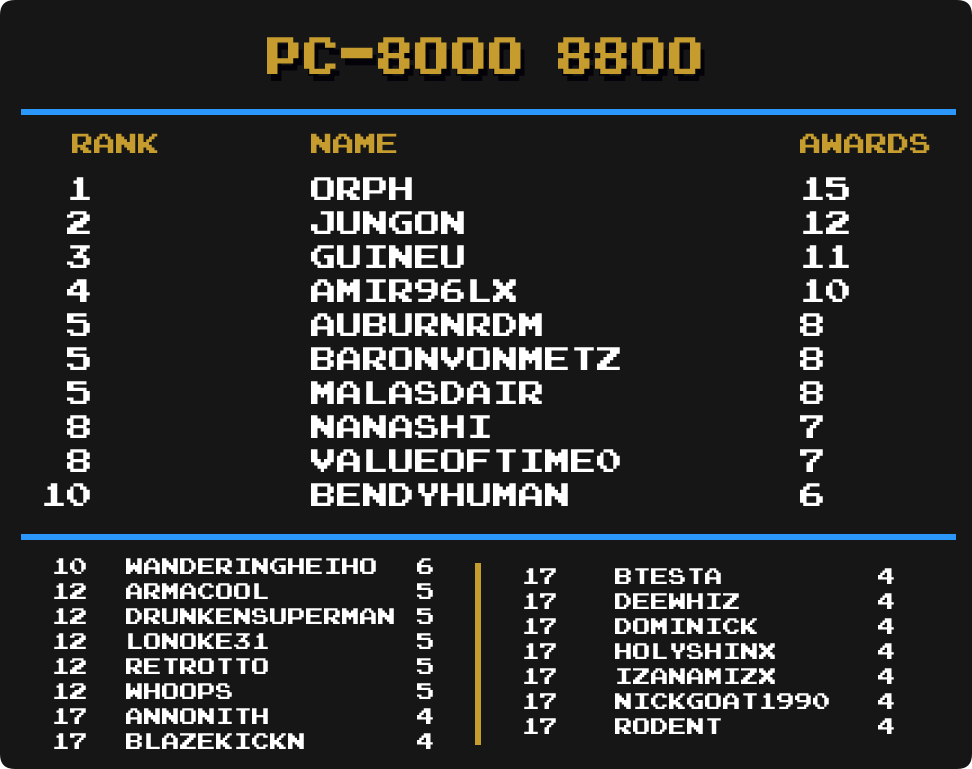 PC-8000 8800
RANK NAME AWARDS
1 ORPH 15
2 JUNGON 12
3 GUINEU 11
4 AMIR96LX 10
5 AUBURNRDM 8
5 BARONVONMETZ 8
5 MALASDAIR 8
8 NANASHI 7
8 VALUEOFTIME0 7
10 BENDYHUMAN 6
10 WANDERINGHEIHO 6
12 ARMACOOL 5
12 DRUNKENSUPERMAN 5
12 LONOKE31 5
12 RETROTTO 5
12 WHOOPS 5
17 ANNONITH 4
17 BLAZEKICKN 4
17 BTESTA 4
17 DEEWHIZ 4
17 DOMINICK 4
17 HOLYSHINX 4
17 IZANAMIZX 4
17 NICKGOAT1990 4
17 RODENT 4